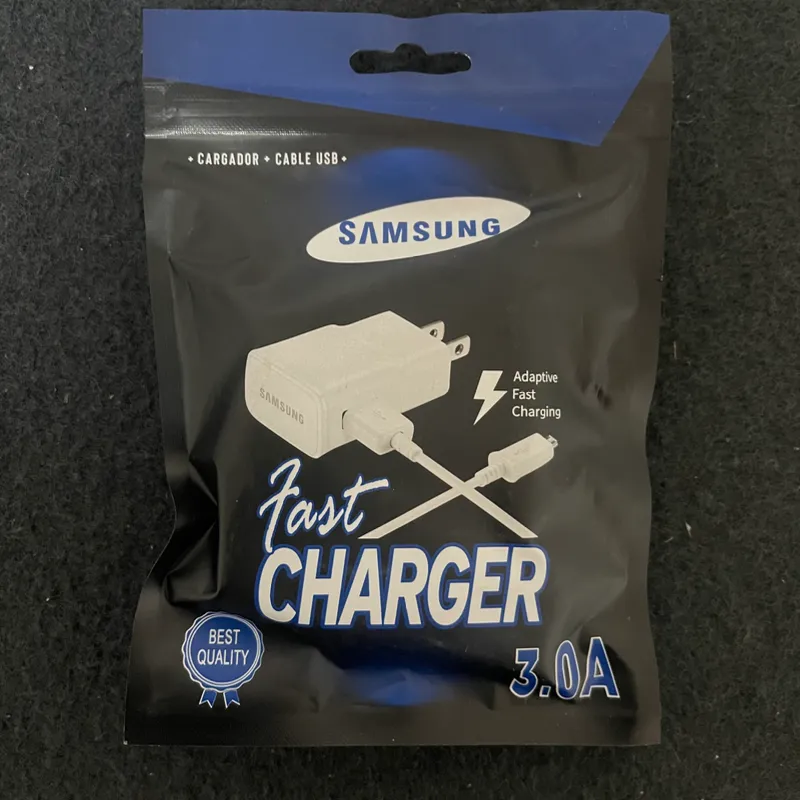 + CARGADOR + CABLE USB +
SAMSUNG
SAMSUNG
Adaptive
Fast
Charging
Fast
CHARGER
BEST
QUALITY
3.0A